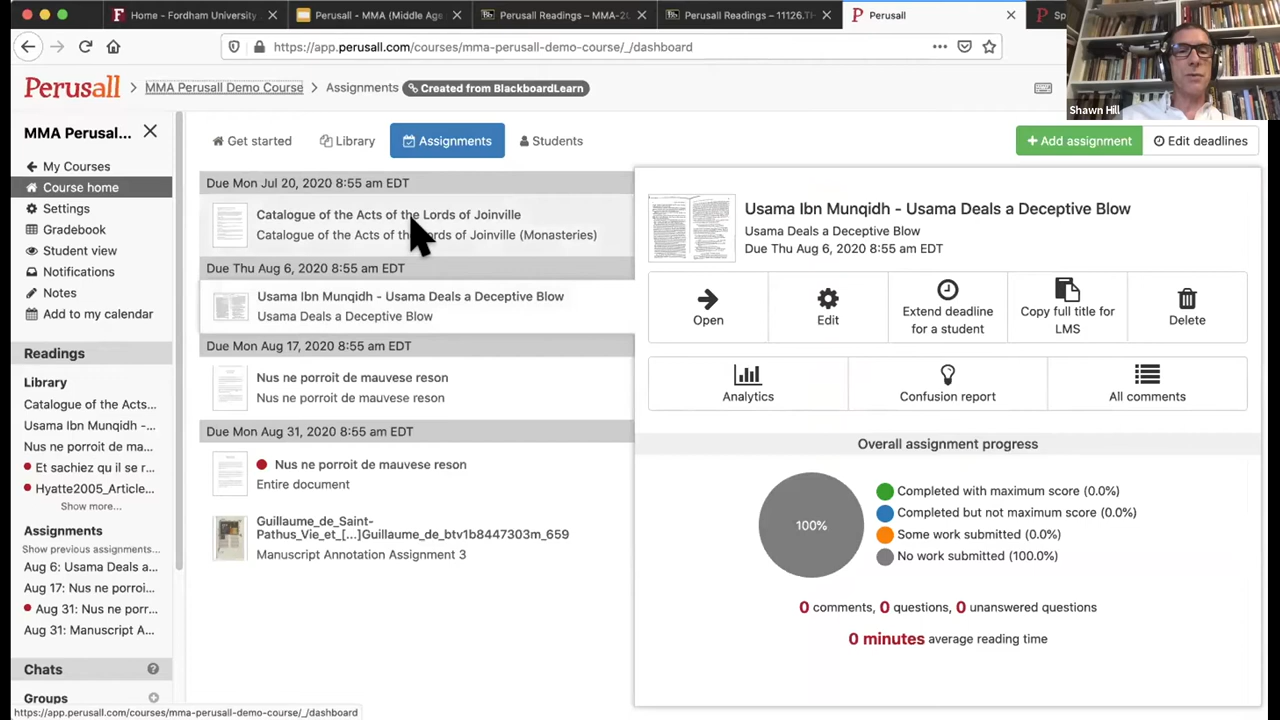 Home - Fordham University
Perusall - MMA (Middle Ag
Perusall Readings – MMA-20
Perusall Readings – 11126.TH
Perusall
Sp
https://app.perusall.com/courses/mma-perusall-demo-course/_/dashboard
Perusall
MMA Perusall Demo Course
Assignments
Created from BlackboardLearn
Shawn Hill
MMA Perusal...
My Courses
Course home
Settings
Gradebook
Student view
Notifications
Notes
Add to my calendar
Readings
Library
Catalogue of the Acts...
Usama Ibn Munqidh -...
Nus ne porroit de ma...
Et sachiez qu il se r...
Hyatte2005_Article...
Show more...
Assignments
Show previous assignments...
Aug 6: Usama Deals a...
Aug 17: Nus ne porroi...
Aug 31: Nus ne porr...
Aug 31: Manuscript A...
Chats
Groups
Get started
Library
Assignments
Students
+ Add assignment
Edit deadlines
Due Mon Jul 20, 2020 8:55 am EDT
Catalogue of the Acts of the Lords of Joinville
Catalogue of the Acts of the Lords of Joinville (Monasteries)
Due Thu Aug 6, 2020 8:55 am EDT
Usama Ibn Munqidh - Usama Deals a Deceptive Blow
Usama Deals a Deceptive Blow
Due Mon Aug 17, 2020 8:55 am EDT
Nus ne porroit de mauvese reson
Nus ne porroit de mauvese reson
Due Mon Aug 31, 2020 8:55 am EDT
Nus ne porroit de mauvese reson
Entire document
Guillaume_de_Saint-
Pathus_Vie_et_[...]Guillaume_de_btv1b8447303m_659
Manuscript Annotation Assignment 3
Usama Ibn Munqidh - Usama Deals a Deceptive Blow
Usama Deals a Deceptive Blow
Due Thu Aug 6, 2020 8:55 am EDT
Open
Edit
Extend deadline
for a student
Copy full title for
LMS
Delete
Analytics
Confusion report
All comments
Overall assignment progress
100%
Completed with maximum score (0.0%)
Completed but not maximum score (0.0%)
Some work submitted (0.0%)
No work submitted (100.0%)
0 comments, 0 questions, 0 unanswered questions
0 minutes average reading time
https://app.perusall.com/courses/mma-perusall-demo-course/_/dashboard